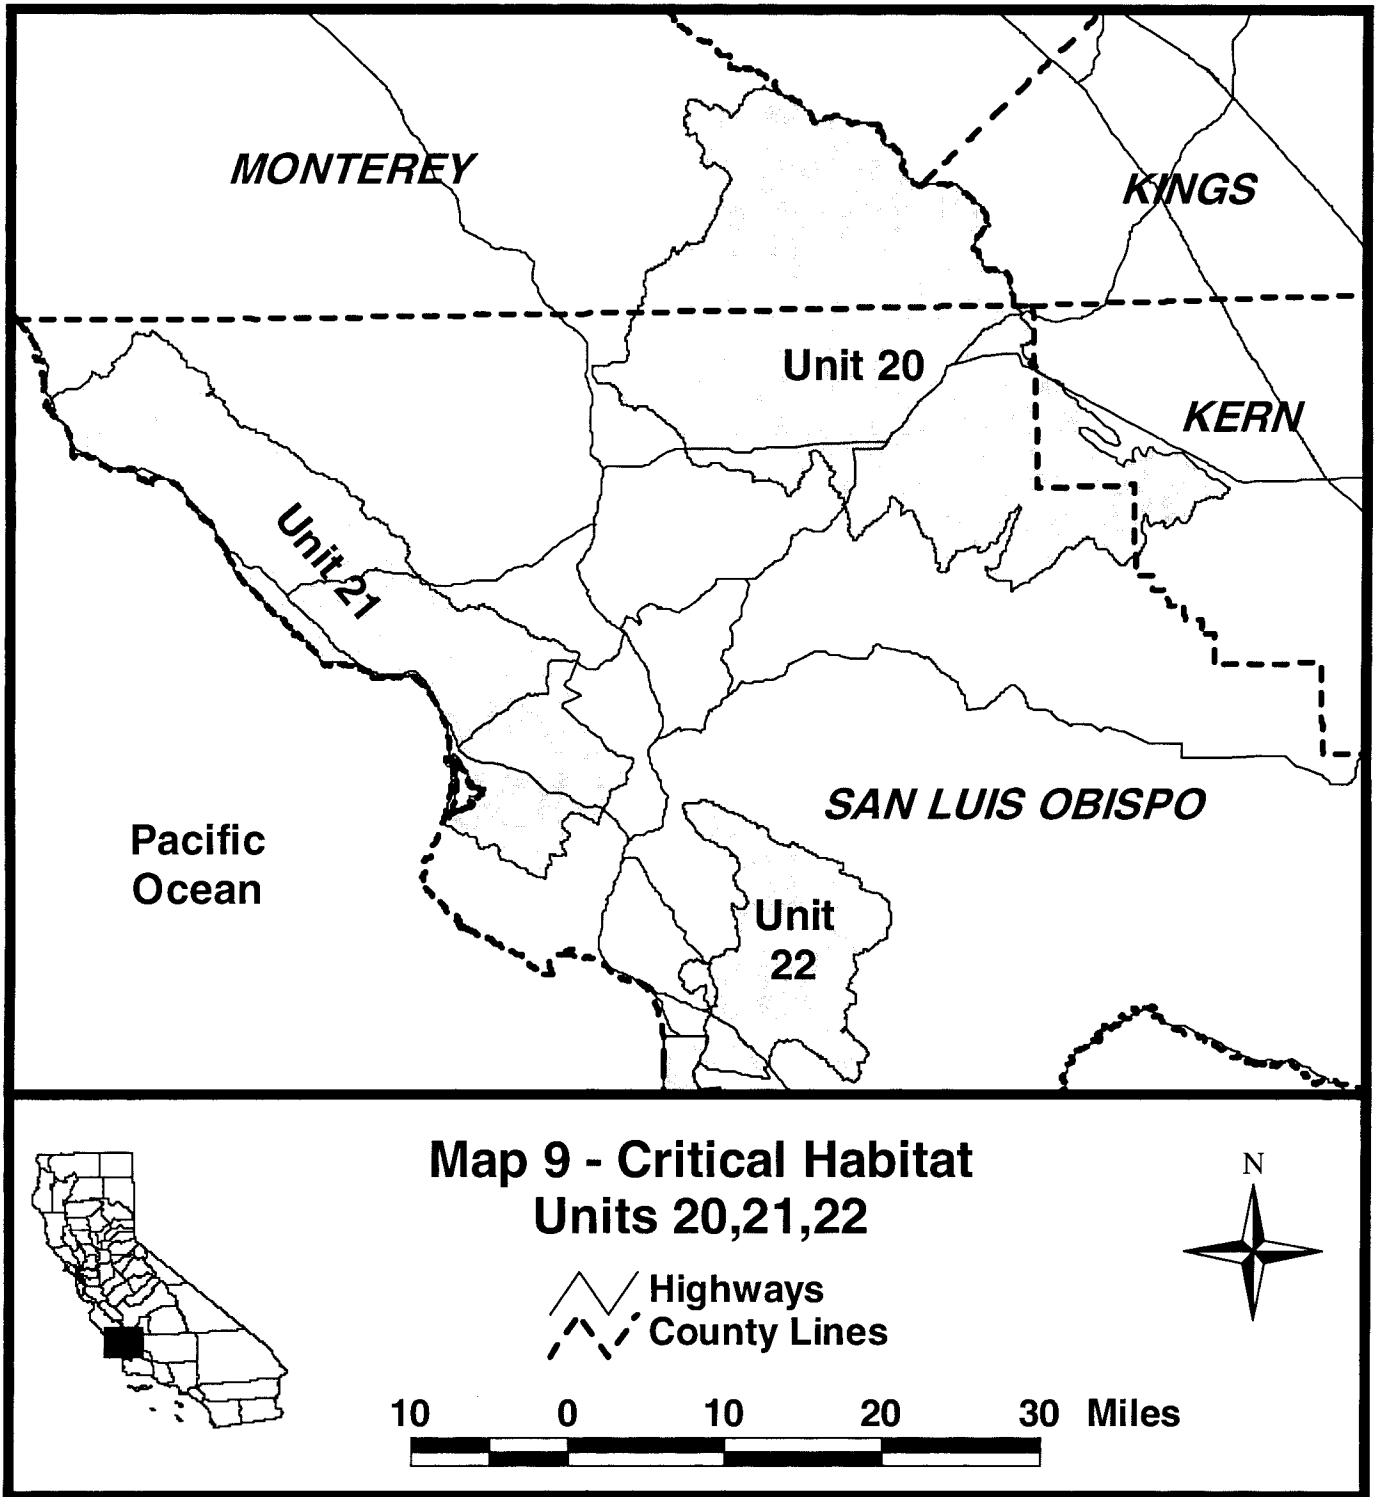 MONTEREY
KINGS
Unit 20
KERN
Unit 21
SAN LUIS OBISPO
Pacific
Ocean
Unit
22
Map 9 - Critical Habitat
Units 20,21,22
N
Highways
County Lines
10 0 10 20 30 Miles